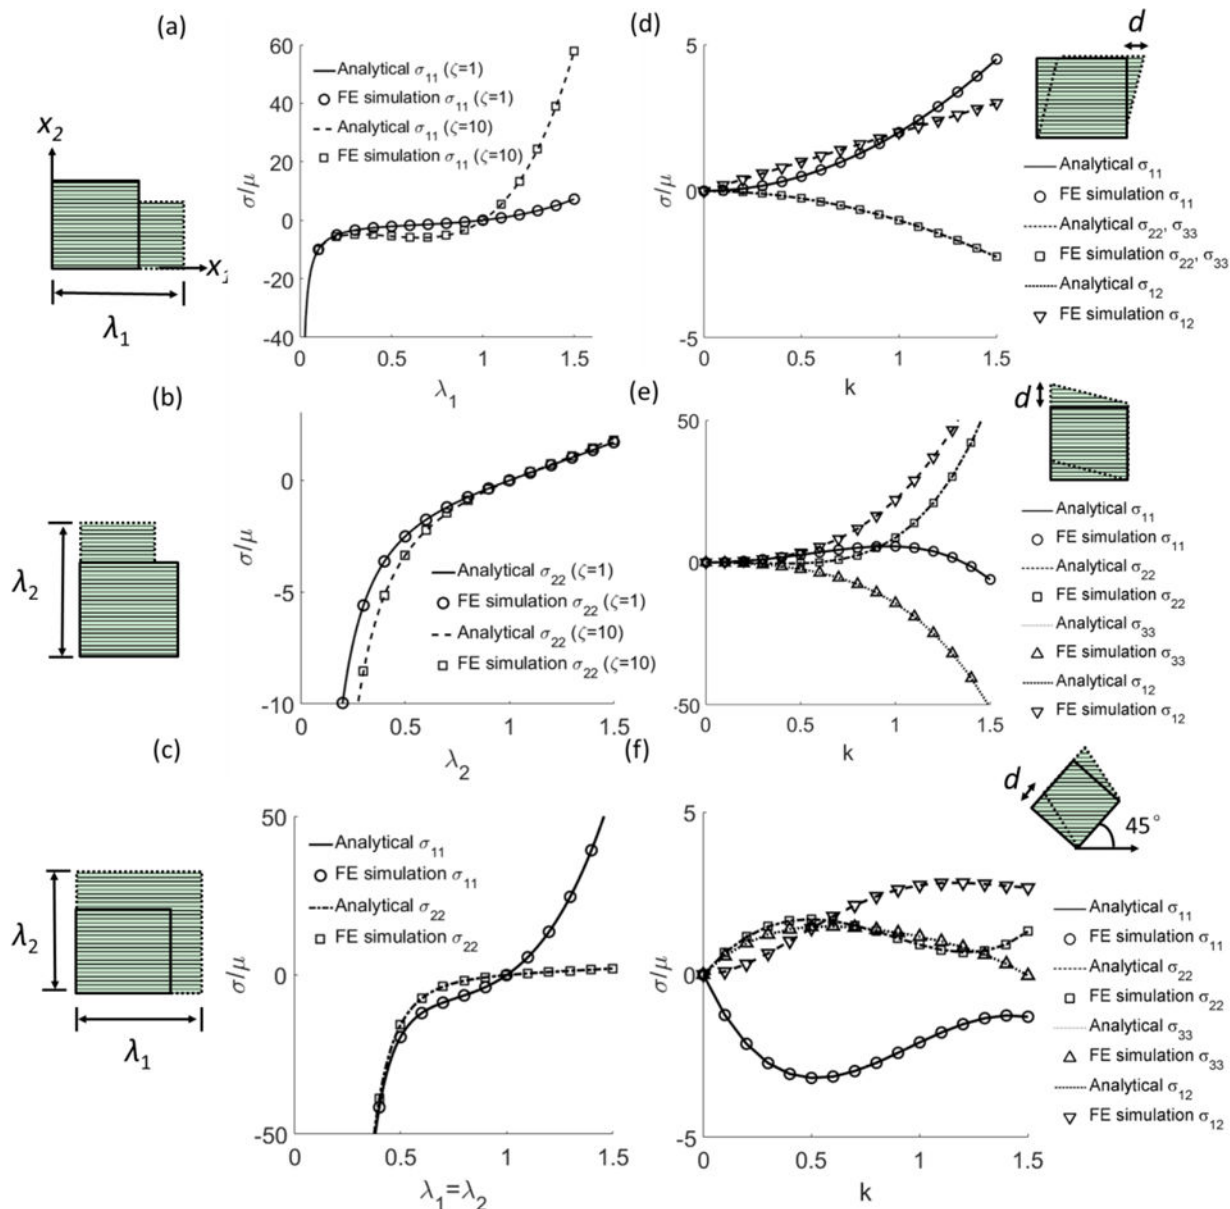 (a)
x₂
x₁
λ₁
60
40
20
0
-20
-40
σ/μ
Analytical σ₁₁ (ζ=1)
FE simulation σ₁₁ (ζ=1)
Analytical σ₁₁ (ζ=10)
FE simulation σ₁₁ (ζ=10)
0 0.5 1 1.5
λ₁
(d)
d
5
0
-5
σ/μ
0 0.5 1 1.5
k
Analytical σ₁₁
FE simulation σ₁₁
Analytical σ₂₂, σ₃₃
FE simulation σ₂₂, σ₃₃
Analytical σ₁₂
FE simulation σ₁₂
(b)
λ₂
0
-5
-10
σ/μ
Analytical σ₂₂ (ζ=1)
FE simulation σ₂₂ (ζ=1)
Analytical σ₂₂ (ζ=10)
FE simulation σ₂₂ (ζ=10)
0 0.5 1 1.5
λ₂
(e)
d
50
0
-50
σ/μ
0 0.5 1 1.5
k
Analytical σ₁₁
FE simulation σ₁₁
Analytical σ₂₂
FE simulation σ₂₂
Analytical σ₃₃
FE simulation σ₃₃
Analytical σ₁₂
FE simulation σ₁₂
(c)
λ₂
λ₁
50
0
-50
σ/μ
Analytical σ₁₁
FE simulation σ₁₁
Analytical σ₂₂
FE simulation σ₂₂
0 0.5 1 1.5
λ₁=λ₂
(f)
d
45°
5
0
-5
σ/μ
0 0.5 1 1.5
k
Analytical σ₁₁
FE simulation σ₁₁
Analytical σ₂₂
FE simulation σ₂₂
Analytical σ₃₃
FE simulation σ₃₃
Analytical σ₁₂
FE simulation σ₁₂